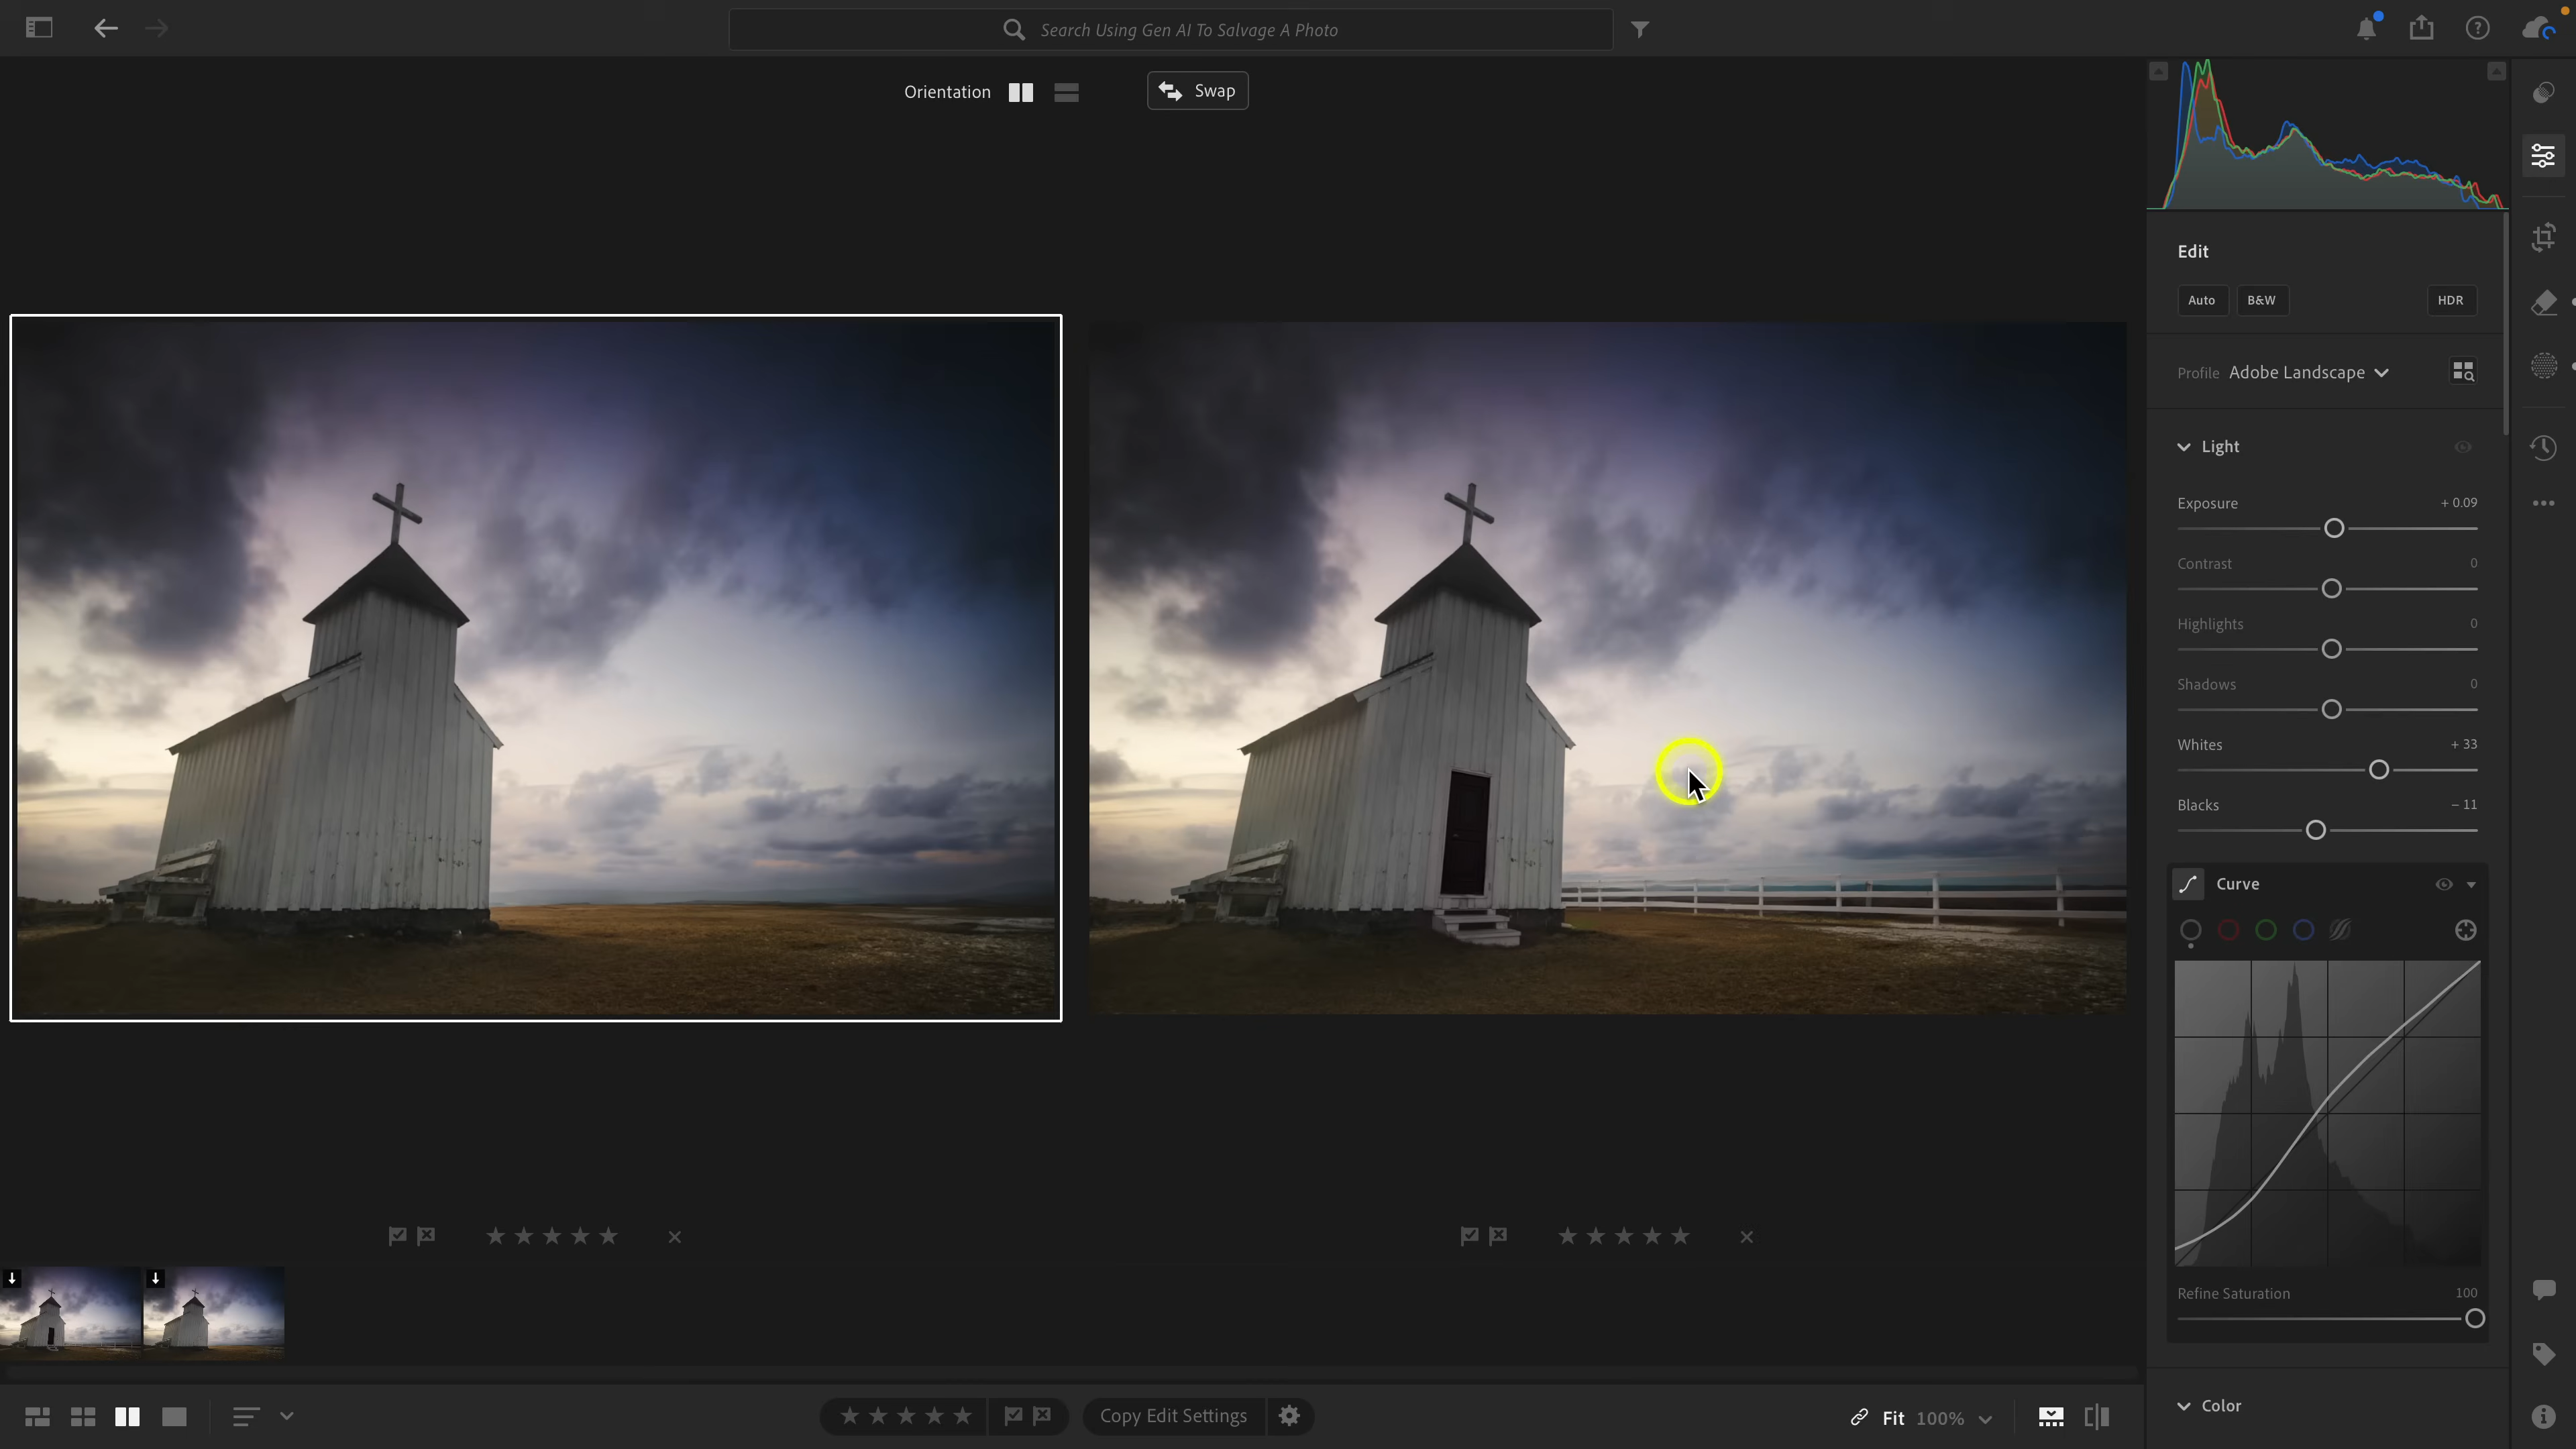 Search Using Gen AI To Salvage A Photo
Orientation
Swap
Edit
Auto B&W HDR
Profile Adobe Landscape
Light
Exposure + 0.09
Contrast 0
Highlights 0
Shadows 0
Whites + 33
Blacks – 11
Curve
Refine Saturation 100
Color
Copy Edit Settings
Fit 100%